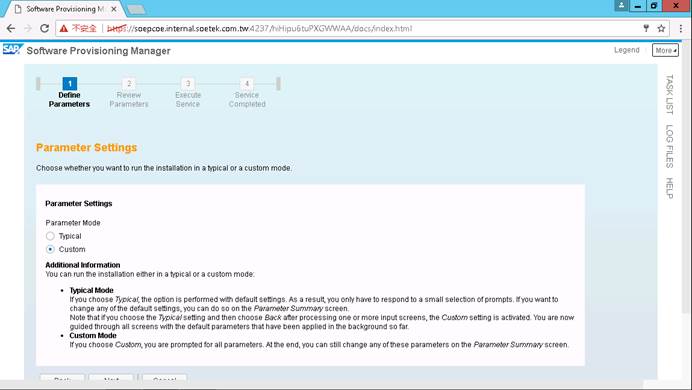 Software Provisioning Ma
不安全
https://soepcoe.internal.soetek.com.tw:4237/hiHipu6tuPXGWWAA/docs/index.html
SAP
Software Provisioning Manager
Legend
More
1
2
3
4
Define Parameters
Review Parameters
Execute Service
Service Completed
TASK LIST
LOG FILES
HELP
Parameter Settings
Choose whether you want to run the installation in a typical or a custom mode.
Parameter Settings
Parameter Mode
Typical
Custom
Additional Information
You can run the installation either in a typical or a custom mode:
• Typical Mode
If you choose Typical, the option is performed with default settings. As a result, you only have to respond to a small selection of prompts. If you want to
change any of the default settings, you can do so on the Parameter Summary screen.
Note that if you choose the Typical setting and then choose Back after processing one or more input screens, the Custom setting is activated. You are now
guided through all screens with the default parameters that have been applied in the background so far.
• Custom Mode
If you choose Custom, you are prompted for all parameters. At the end, you can still change any of these parameters on the Parameter Summary screen.
Back
Next
Cancel